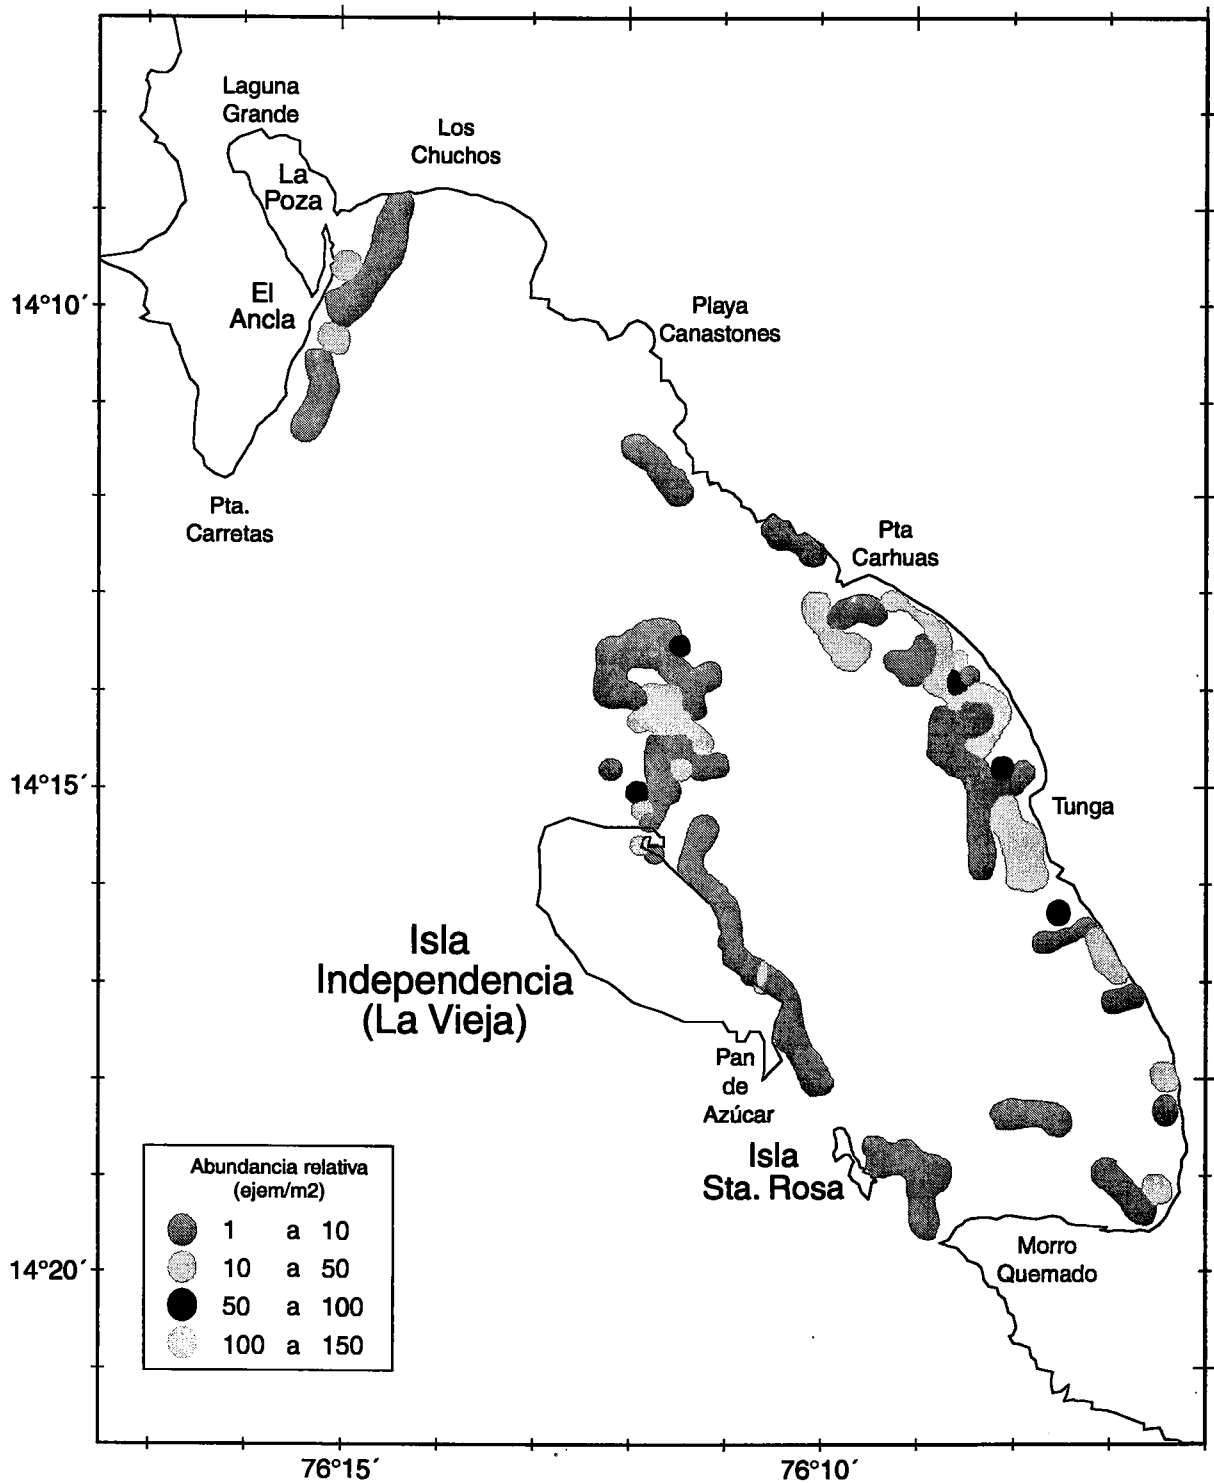 Laguna
Grande
Los
Chuchos
La
Poza
El
Ancla
14°10´
Playa
Canastones
Pta.
Carretas
Pta
Carhuas
14°15´
Tunga
Isla
Independencia
(La Vieja)
Pan
de
Azúcar
Isla
Sta. Rosa
Morro
Quemado
14°20´
Abundancia relativa
(ejem/m2)
1 a 10
10 a 50
50 a 100
100 a 150
76°15´
76°10´